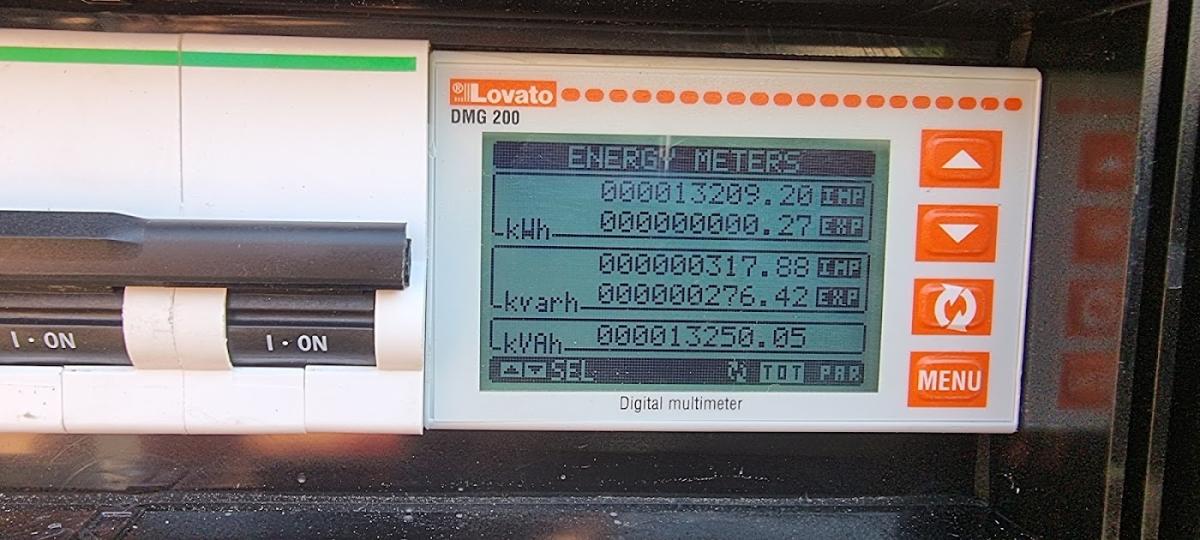 ®Lovato
DMG 200
ENERGY METERS
000013209.20 IMP
kWh 000000000.27 EXP
000000317.88 IMP
kvarh 000000276.42 EXP
kVAh 000013250.05
▲▼ SEL TOT PAR
Digital multimeter
MENU
I · ON
I · ON